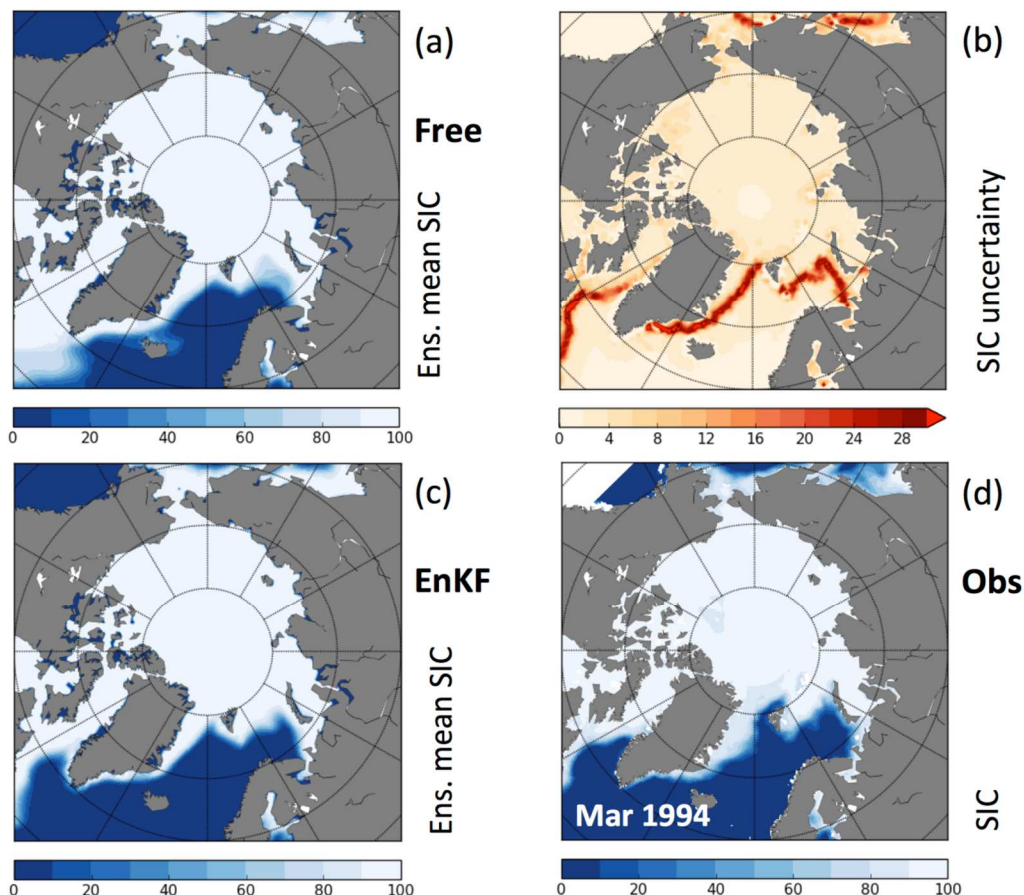 (a)
Free
Ens. mean SIC
0 20 40 60 80 100
(b)
SIC uncertainty
0 4 8 12 16 20 24 28
(c)
EnKF
Ens. mean SIC
0 20 40 60 80 100
(d)
Obs
Mar 1994
SIC
0 20 40 60 80 100